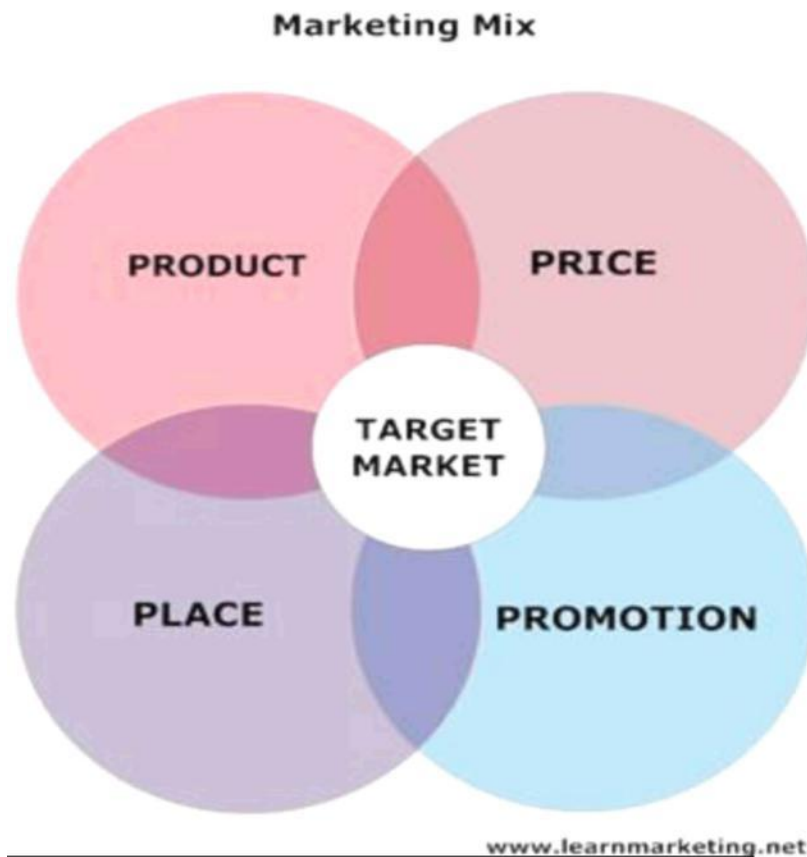 Marketing Mix
PRODUCT
PRICE
TARGET
MARKET
PLACE
PROMOTION
www.learnmarketing.net